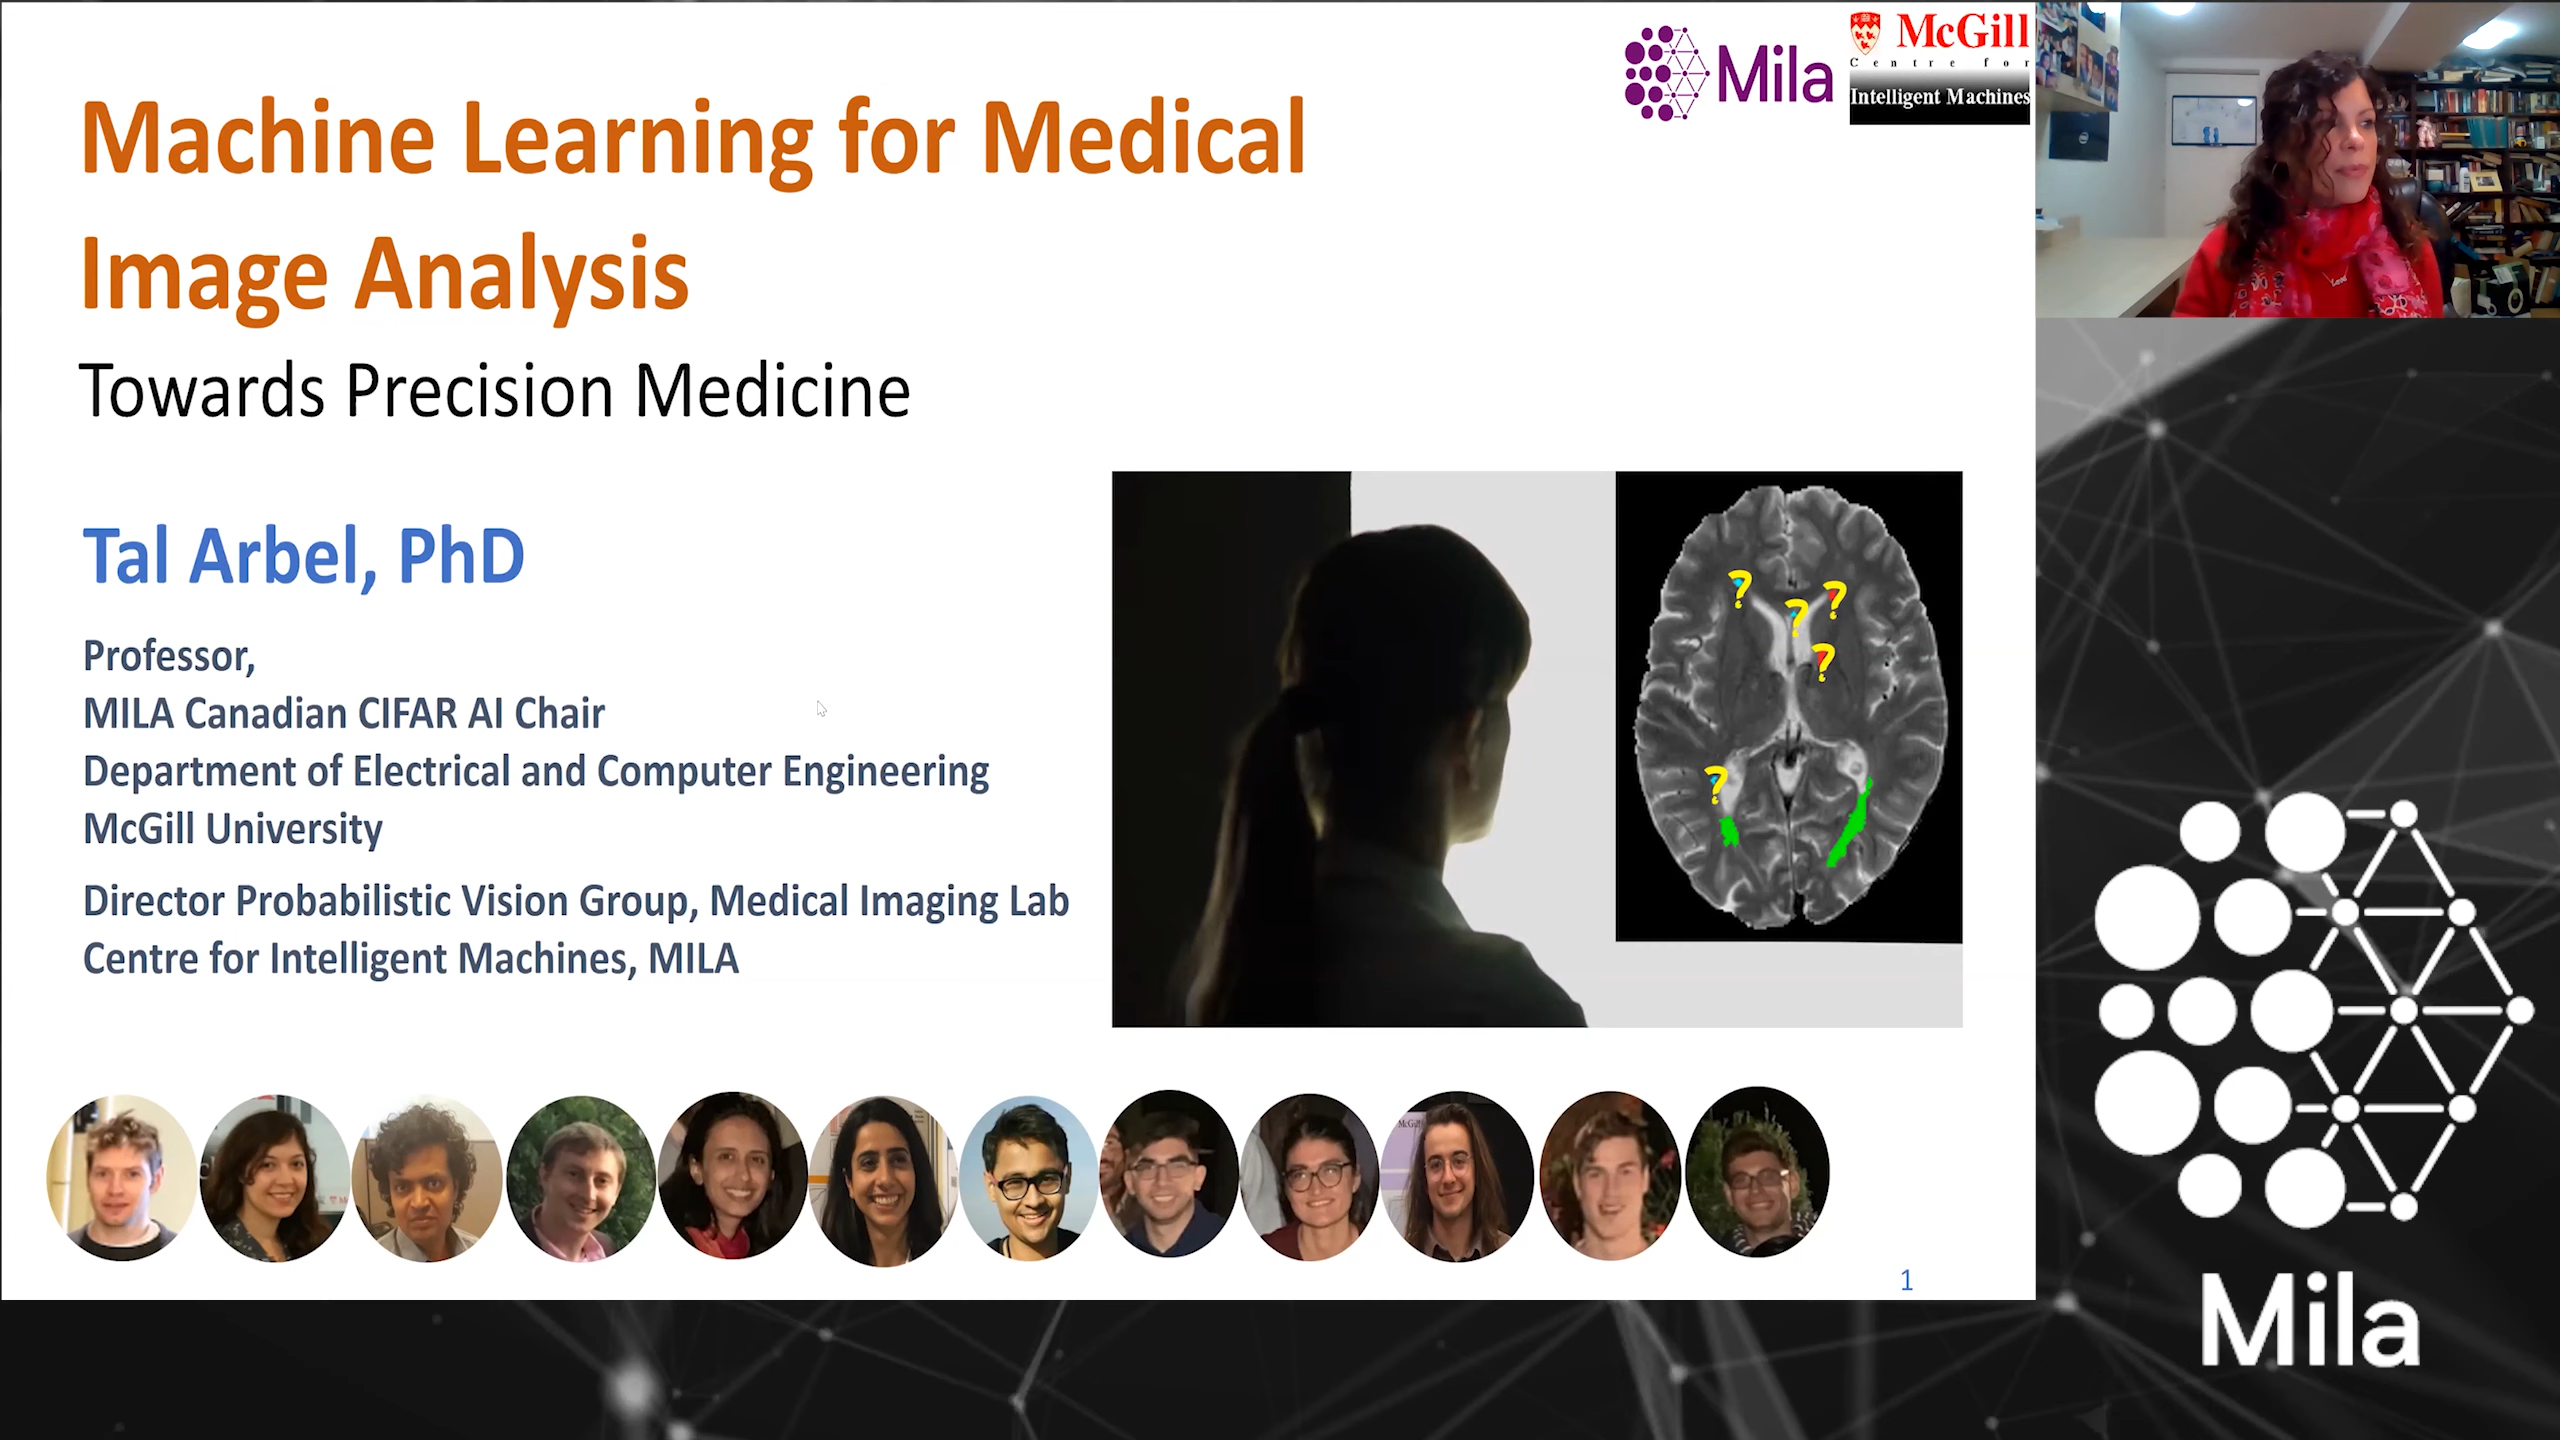 Mila
McGill
Centre for
Intelligent Machines
Machine Learning for Medical
Image Analysis
Towards Precision Medicine
Tal Arbel, PhD
Professor,
MILA Canadian CIFAR AI Chair
Department of Electrical and Computer Engineering
McGill University
Director Probabilistic Vision Group, Medical Imaging Lab
Centre for Intelligent Machines, MILA
?
?
?
?
?
McGill
1
Mila